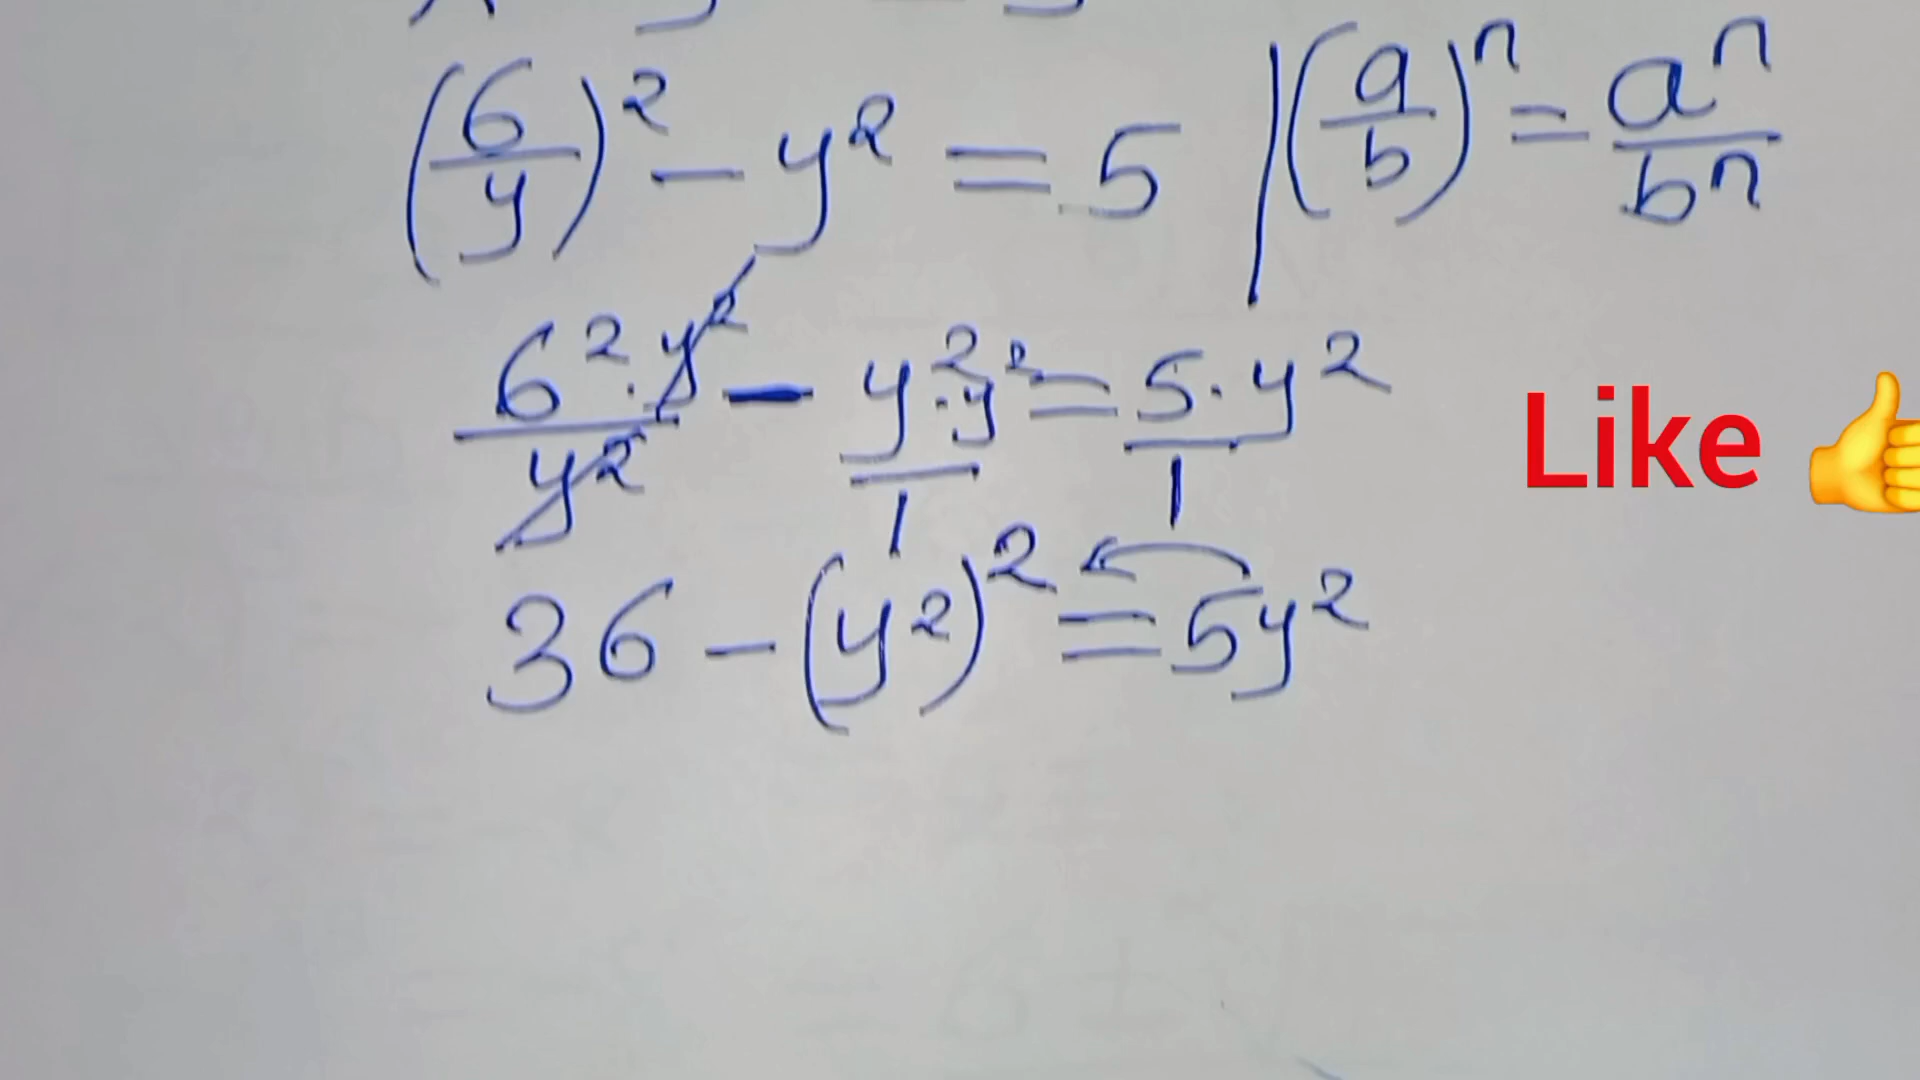 (6/y)² - y² = 5 | (a/b)ⁿ = aⁿ/bⁿ
6²·y²/y² - y²·y²/1 = 5·y²/1
Like 👍
36 - (y²)² = 5y²